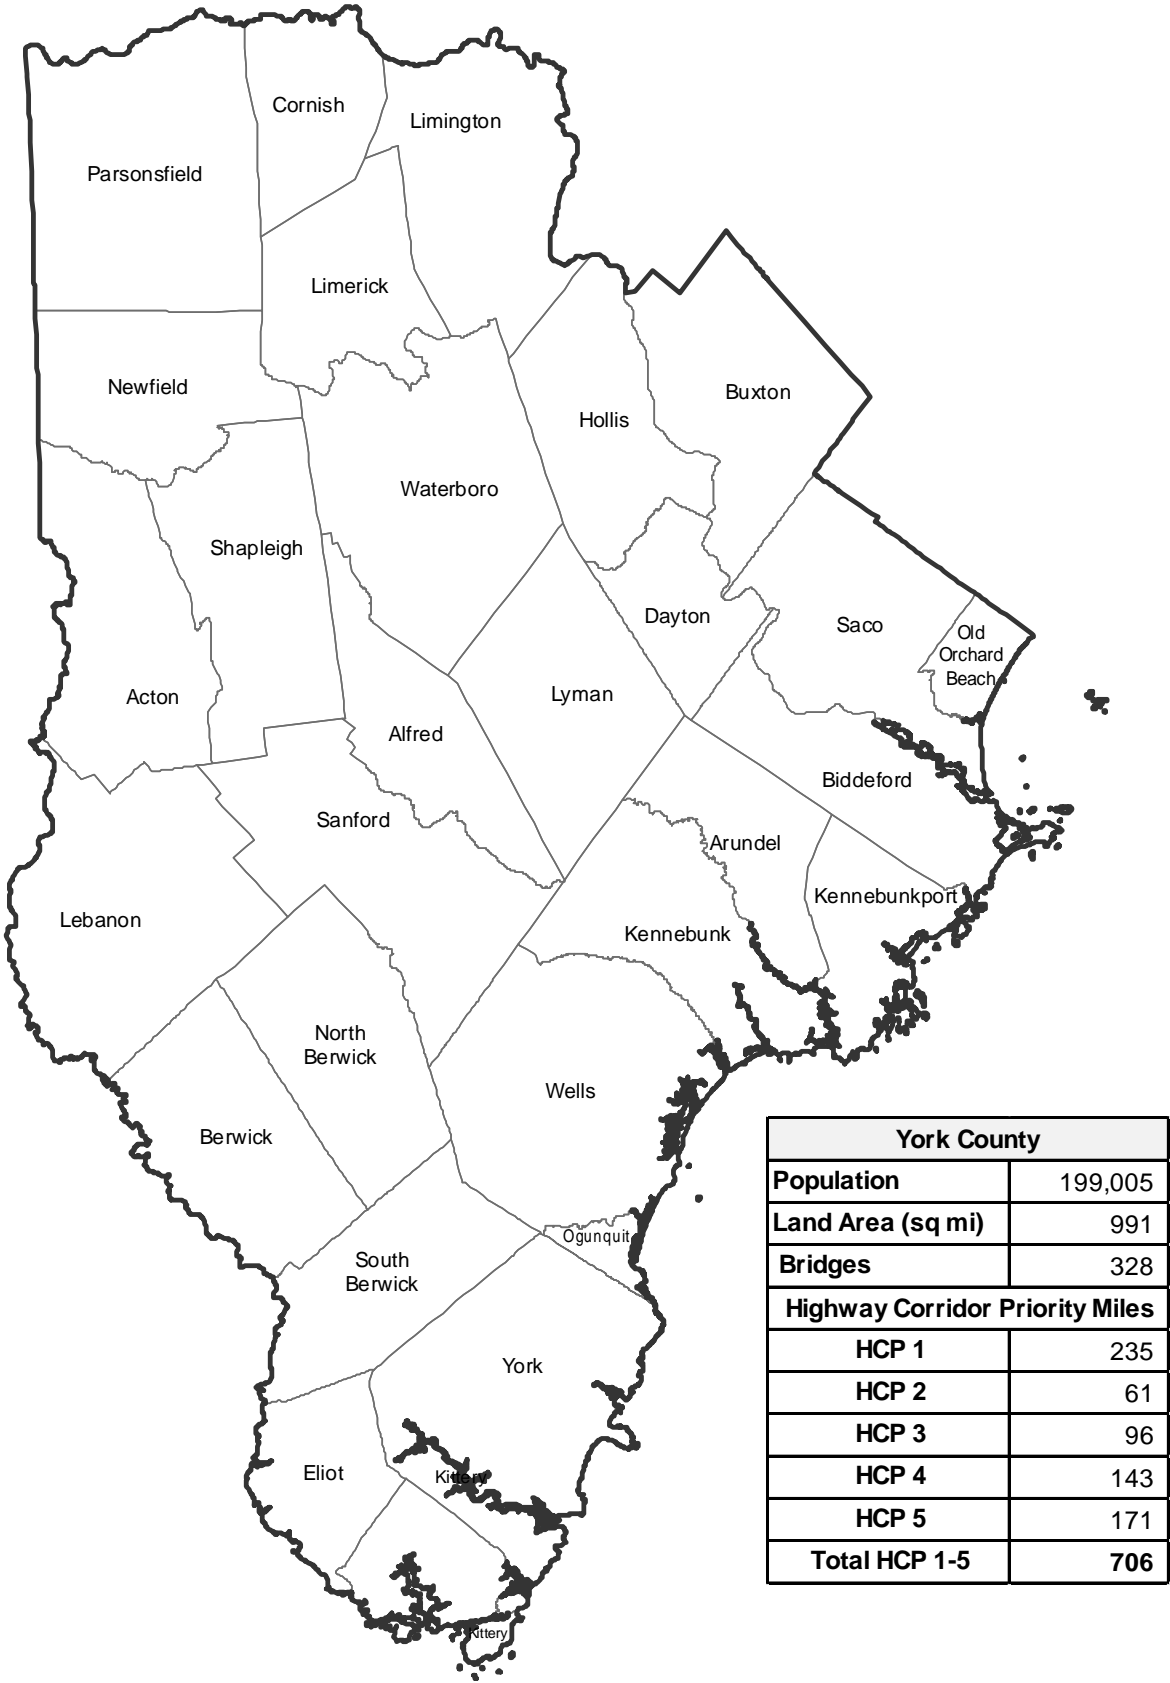 Cornish
Limington
Parsonsfield
Limerick
Newfield
Buxton
Hollis
Waterboro
Shapleigh
Dayton
Saco
Old
Orchard
Beach
Acton
Lyman
Alfred
Biddeford
Sanford
Arundel
Kennebunkport
Lebanon
Kennebunk
North
Berwick
Wells
Berwick
Ogunquit
South
Berwick
York
Eliot
Kittery
Kittery
York County
Population 199,005
Land Area (sq mi) 991
Bridges 328
Highway Corridor Priority Miles
HCP 1 235
HCP 2 61
HCP 3 96
HCP 4 143
HCP 5 171
Total HCP 1-5 706